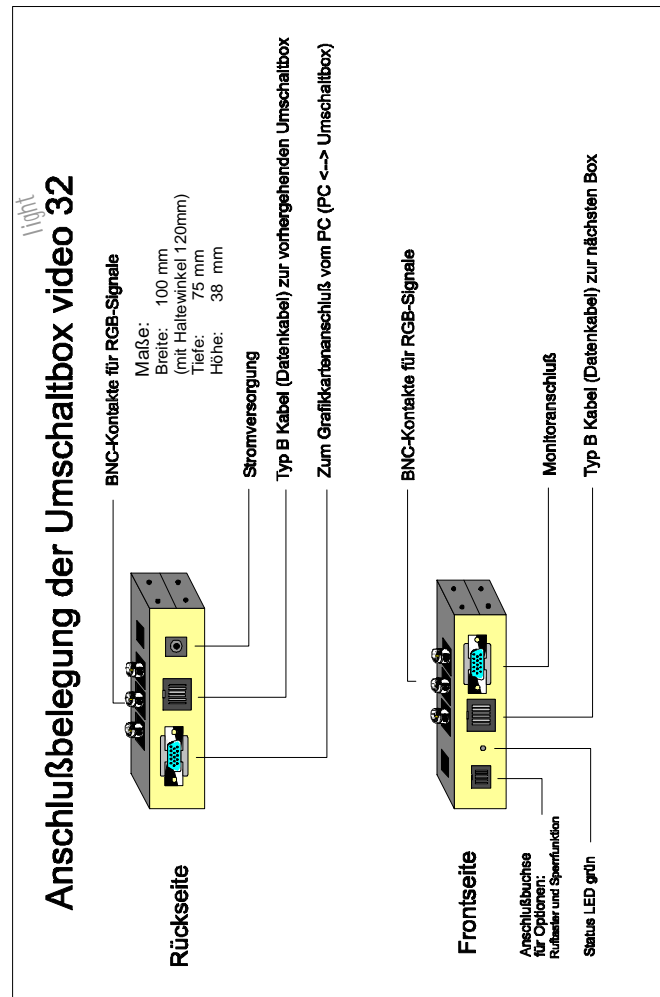 light
Anschlußbelegung der Umschaltbox video 32
Rückseite
BNC-Kontakte für RGB-Signale
Maße:
Breite: 100 mm
(mit Haltewinkel 120mm)
Tiefe: 75 mm
Höhe: 38 mm
Stromversorgung
Typ B Kabel (Datenkabel) zur vorhergehenden Umschaltbox
Zum Grafikkartenanschluß vom PC (PC <--> Umschaltbox)
Frontseite
BNC-Kontakte für RGB-Signale
Monitoranschluß
Typ B Kabel (Datenkabel) zur nächsten Box
Anschlußbuchse
für Optionen:
Ruftaster und Sperrfunktion
Status LED grün